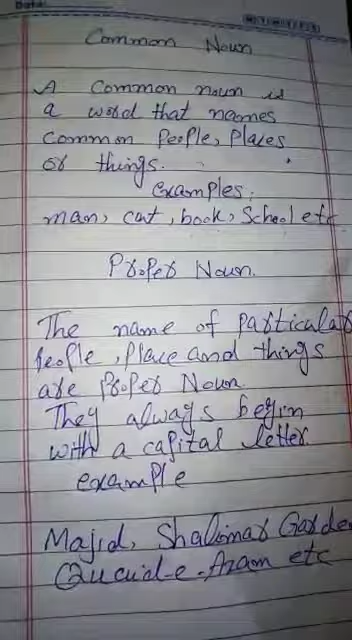 Date:
Common Noun
A Common noun is
a word that names
common People, Places
or things.
Examples:
man, cat, book, School etc
Proper Noun.
The name of Particular
People, Place and things
are Proper Noun
They always begin
with a capital letter.
example
Majid, Shalimar Garde
Quaid-e-Azam etc